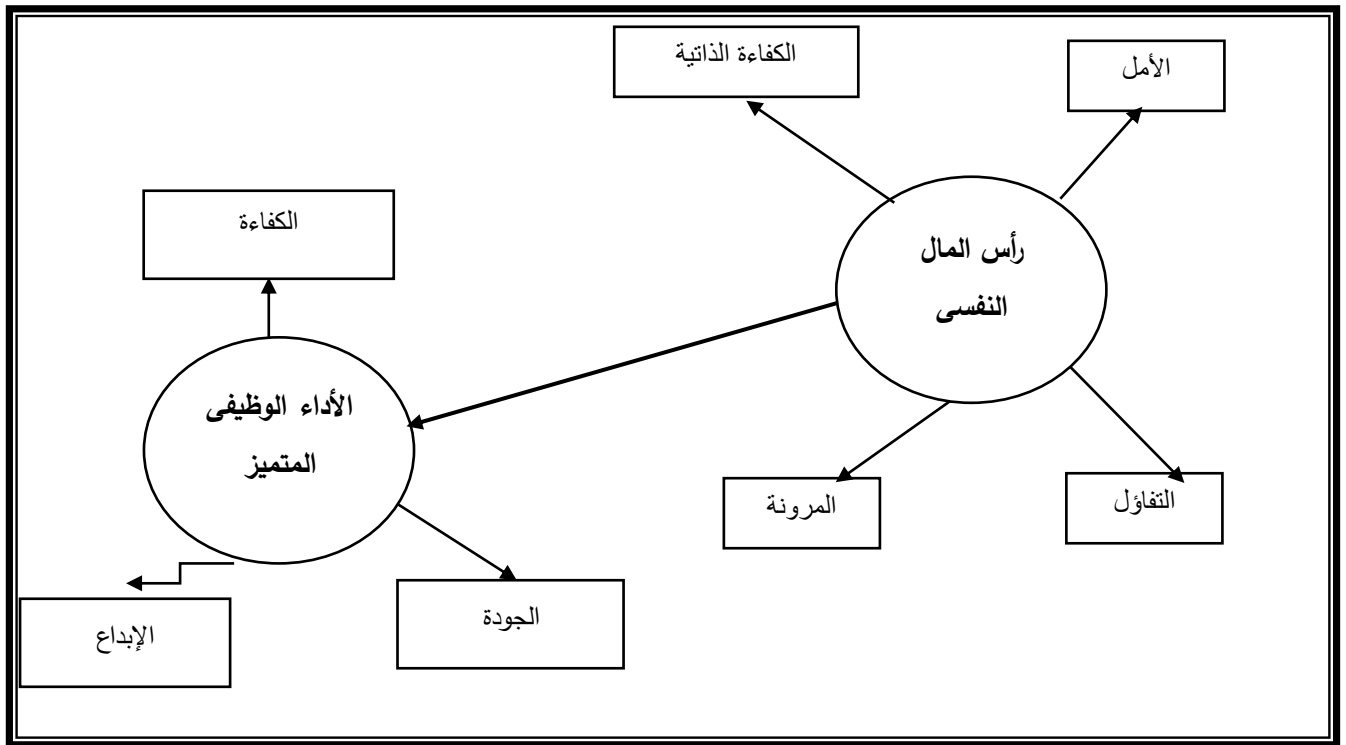 الكفاءة الذاتية
الأمل
الكفاءة
رأس المال
النفسى
الأداء الوظيفى
المتميز
المرونة
التفاؤل
الجودة
الإبداع